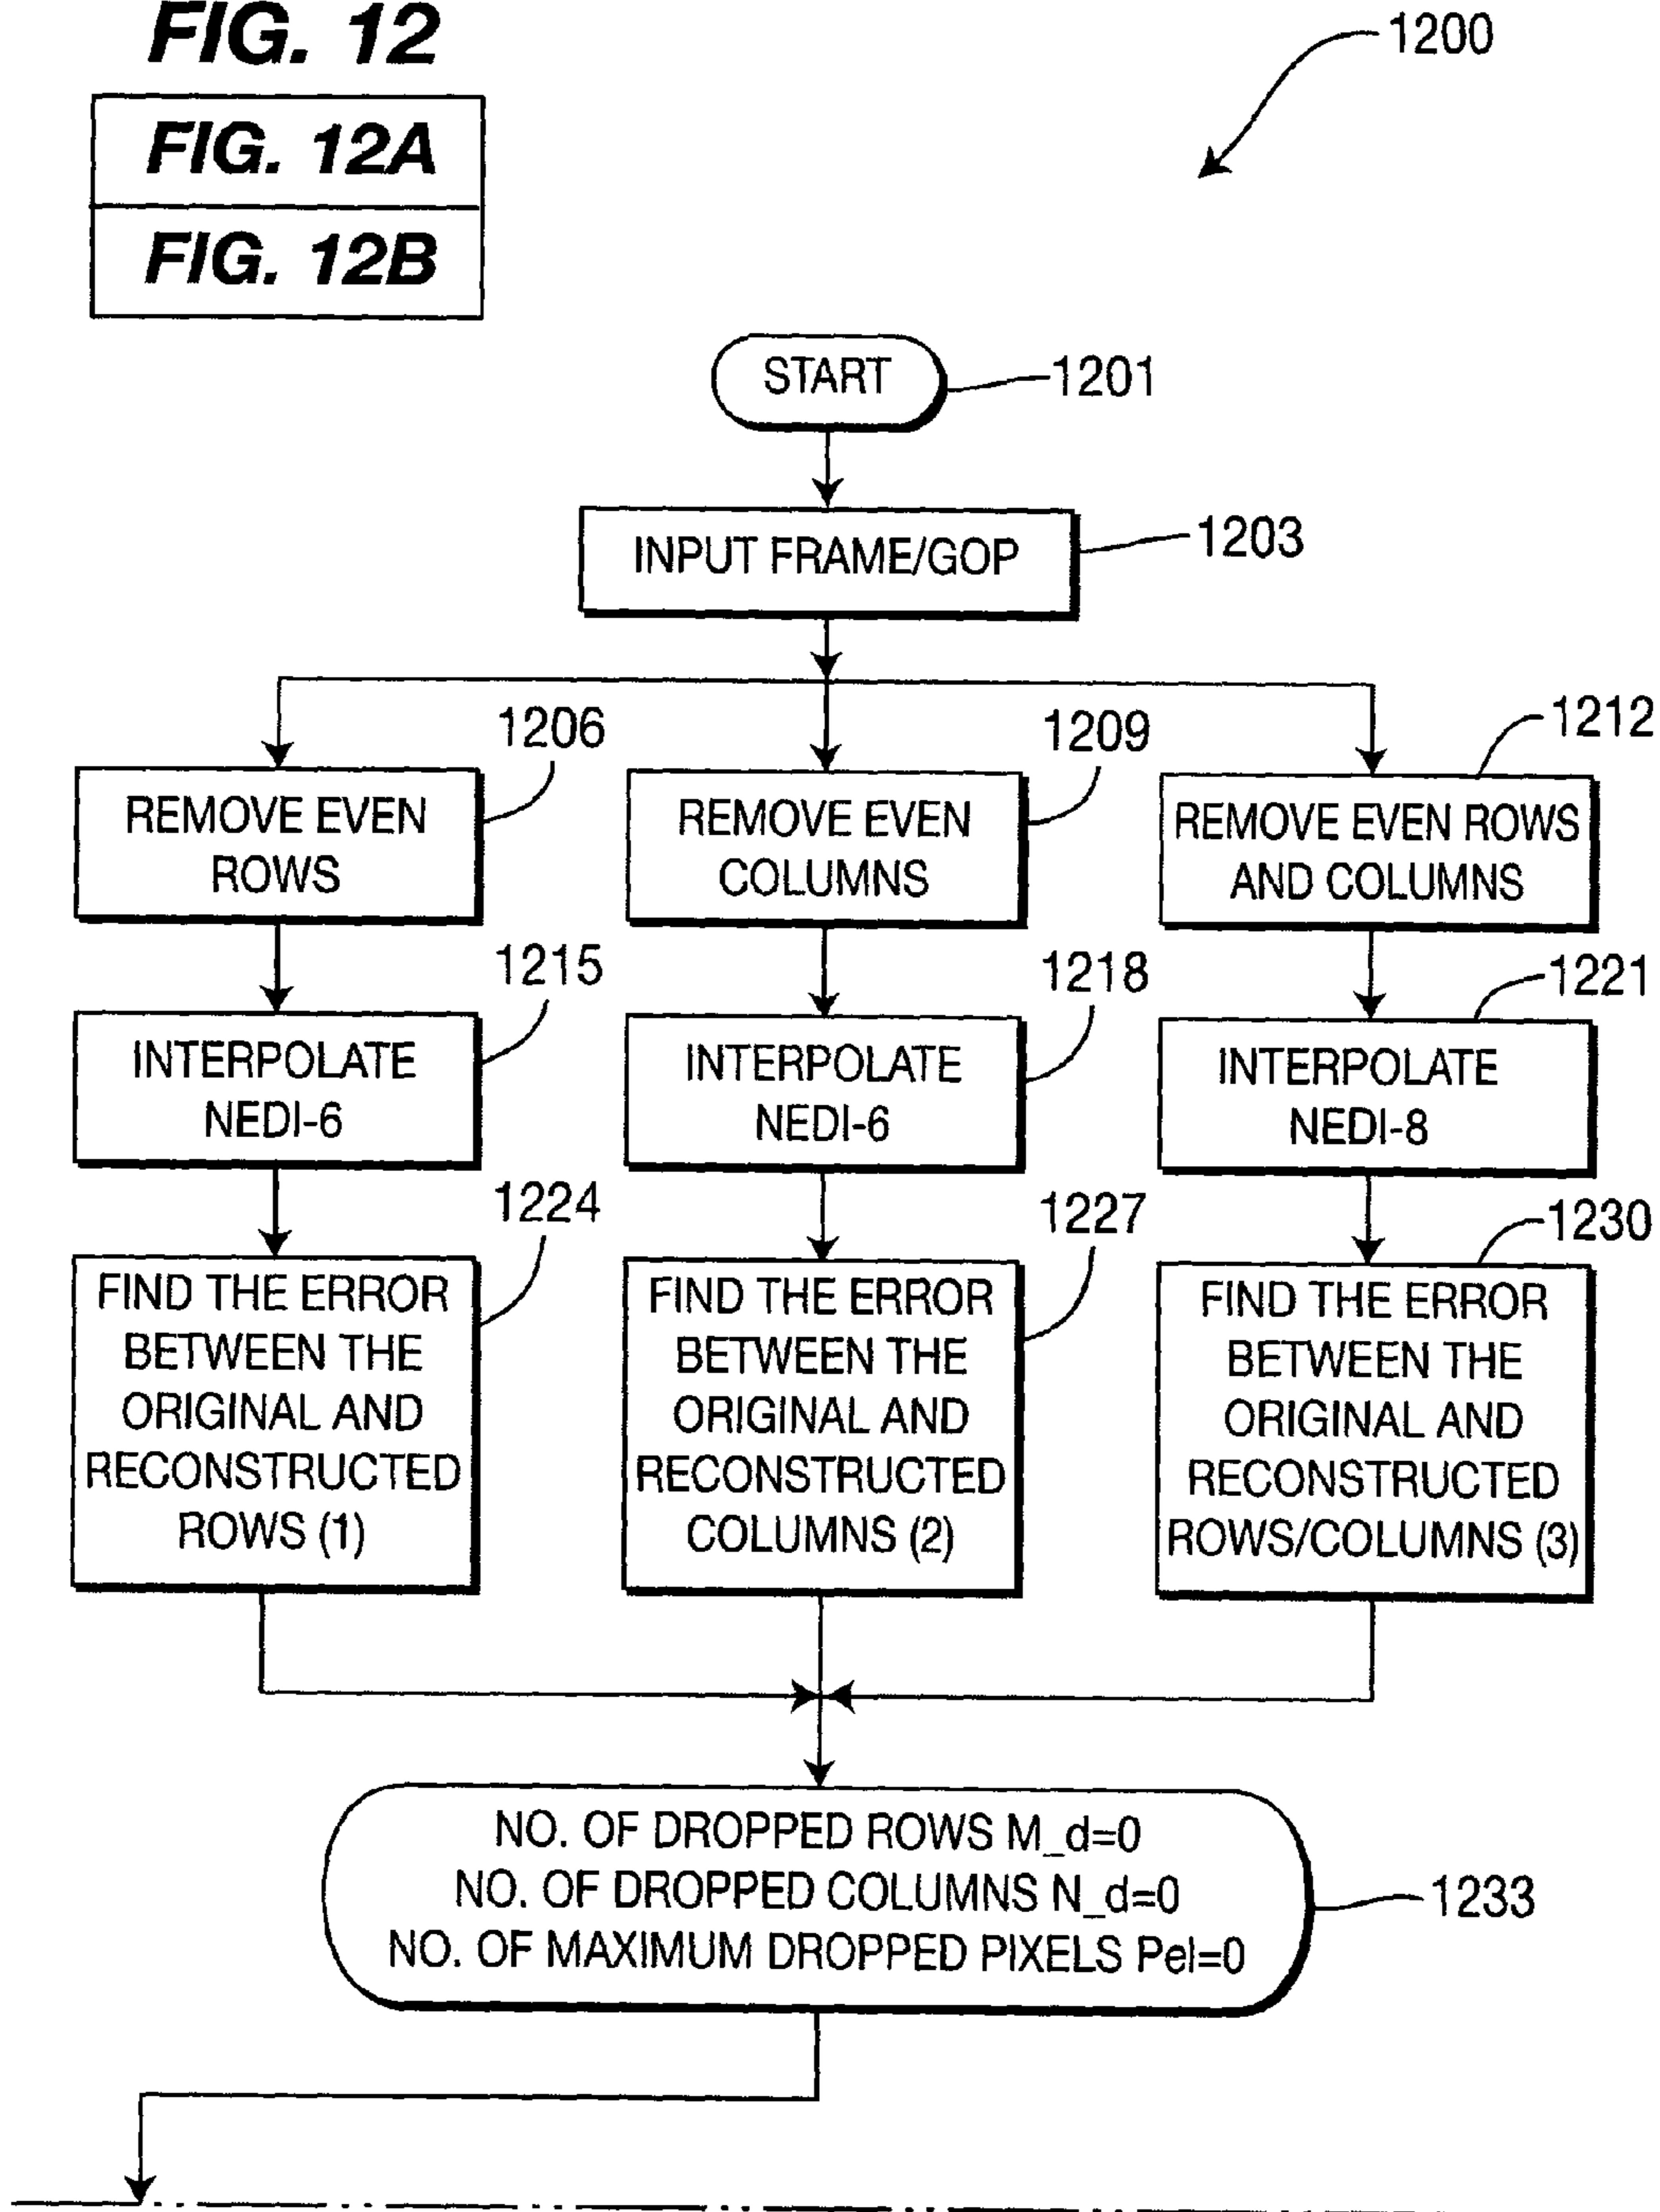 FIG. 12
FIG. 12A
FIG. 12B
1200
START
1201
INPUT FRAME/GOP
1203
1206
REMOVE EVEN
ROWS
1209
REMOVE EVEN
COLUMNS
1212
REMOVE EVEN ROWS
AND COLUMNS
1215
INTERPOLATE
NEDI-6
1218
INTERPOLATE
NEDI-6
1221
INTERPOLATE
NEDI-8
1224
FIND THE ERROR
BETWEEN THE
ORIGINAL AND
RECONSTRUCTED
ROWS (1)
1227
FIND THE ERROR
BETWEEN THE
ORIGINAL AND
RECONSTRUCTED
COLUMNS (2)
1230
FIND THE ERROR
BETWEEN THE
ORIGINAL AND
RECONSTRUCTED
ROWS/COLUMNS (3)
NO. OF DROPPED ROWS M_d=0
NO. OF DROPPED COLUMNS N_d=0
NO. OF MAXIMUM DROPPED PIXELS Pel=0
1233